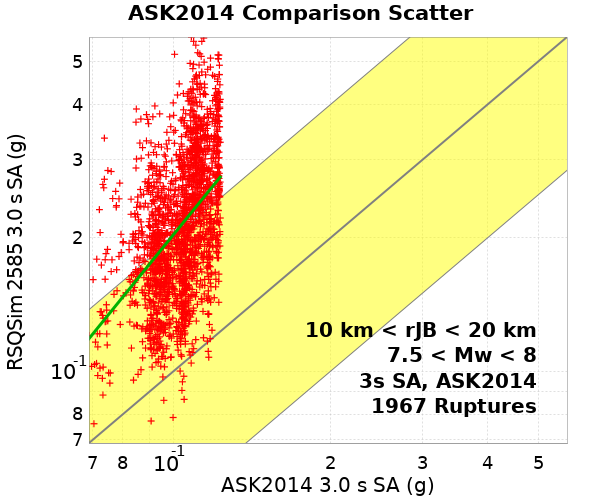 ASK2014 Comparison Scatter
RSQSim 2585 3.0 s SA (g)
5
4
3
2
10^-1
8
7
10 km < rJB < 20 km
7.5 < Mw < 8
3s SA, ASK2014
1967 Ruptures
7 8 10^-1 2 3 4 5
ASK2014 3.0 s SA (g)